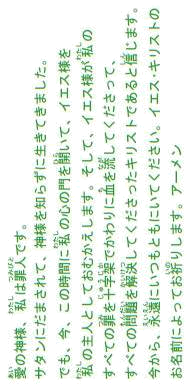 愛の神様、私は罪人です。
サタンにだまされて、神様を知らずに生きてきました。
でも、今、この時間に私の心の門を開いて、イエス様を
私の主人としておむかえします。そして、イエス様が私の
すべての罪を十字架でかわりに血を流してくださって、
すべての問題を解決してくださったキリストであると信じます。
今から、永遠にいつもともにいてください。イエス・キリストの
お名前によってお祈りします。アーメン